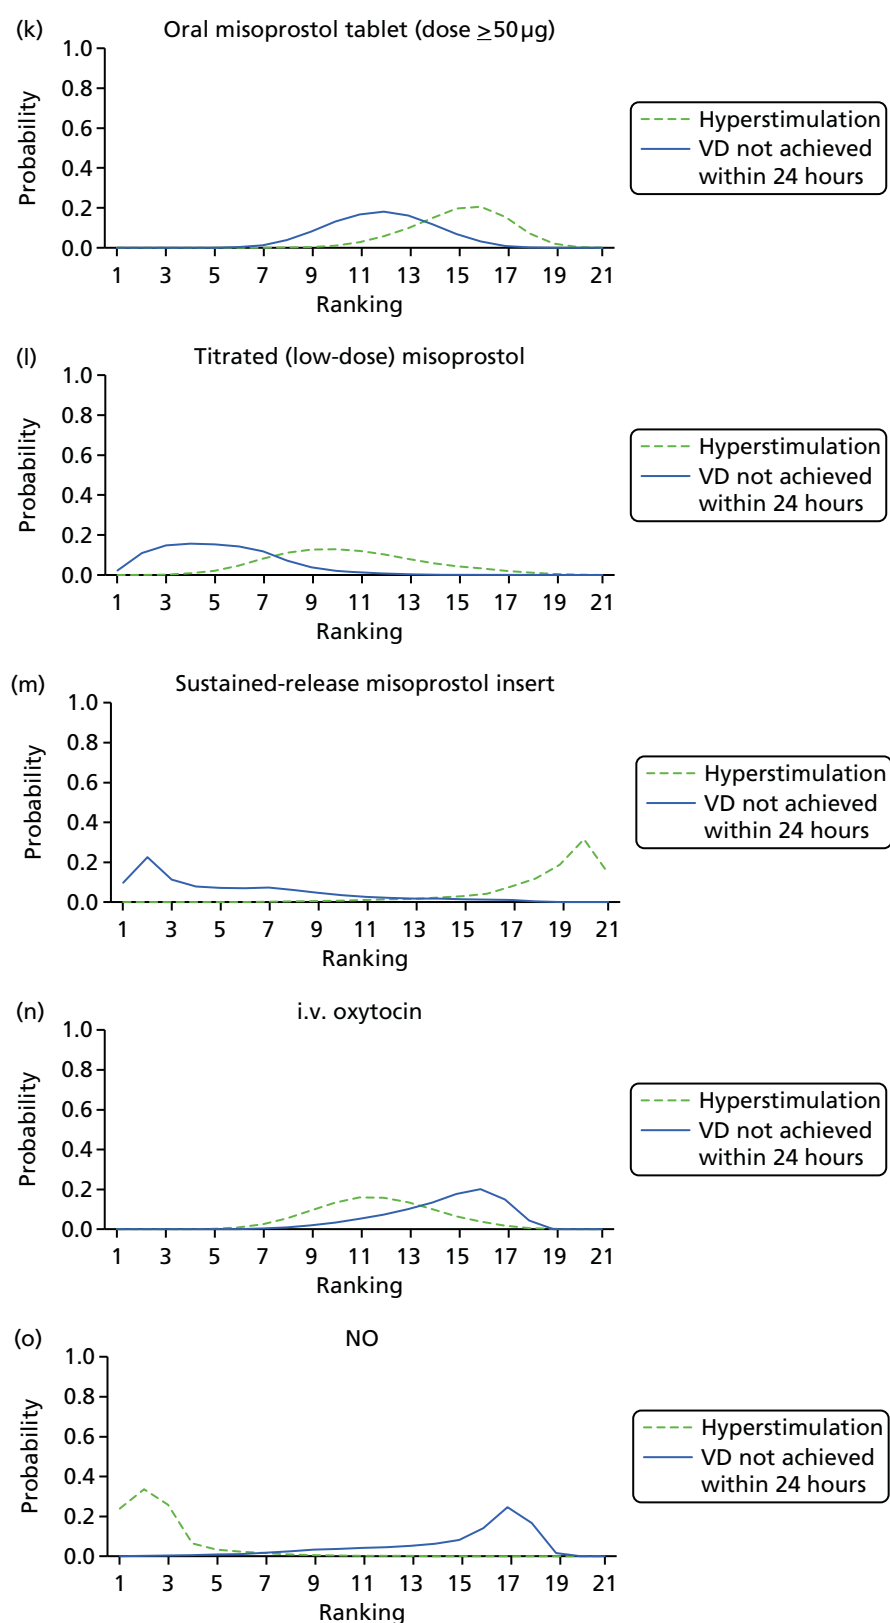 (k) Oral misoprostol tablet (dose ≥50µg)
1.0
0.8
0.6
0.4
0.2
0.0
Probability
1 3 5 7 9 11 13 15 17 19 21
Ranking
Hyperstimulation
VD not achieved
within 24 hours
(l) Titrated (low-dose) misoprostol
1.0
0.8
0.6
0.4
0.2
0.0
Probability
1 3 5 7 9 11 13 15 17 19 21
Ranking
Hyperstimulation
VD not achieved
within 24 hours
(m) Sustained-release misoprostol insert
1.0
0.8
0.6
0.4
0.2
0.0
Probability
1 3 5 7 9 11 13 15 17 19 21
Ranking
Hyperstimulation
VD not achieved
within 24 hours
(n) i.v. oxytocin
1.0
0.8
0.6
0.4
0.2
0.0
Probability
1 3 5 7 9 11 13 15 17 19 21
Ranking
Hyperstimulation
VD not achieved
within 24 hours
(o) NO
1.0
0.8
0.6
0.4
0.2
0.0
Probability
1 3 5 7 9 11 13 15 17 19 21
Ranking
Hyperstimulation
VD not achieved
within 24 hours